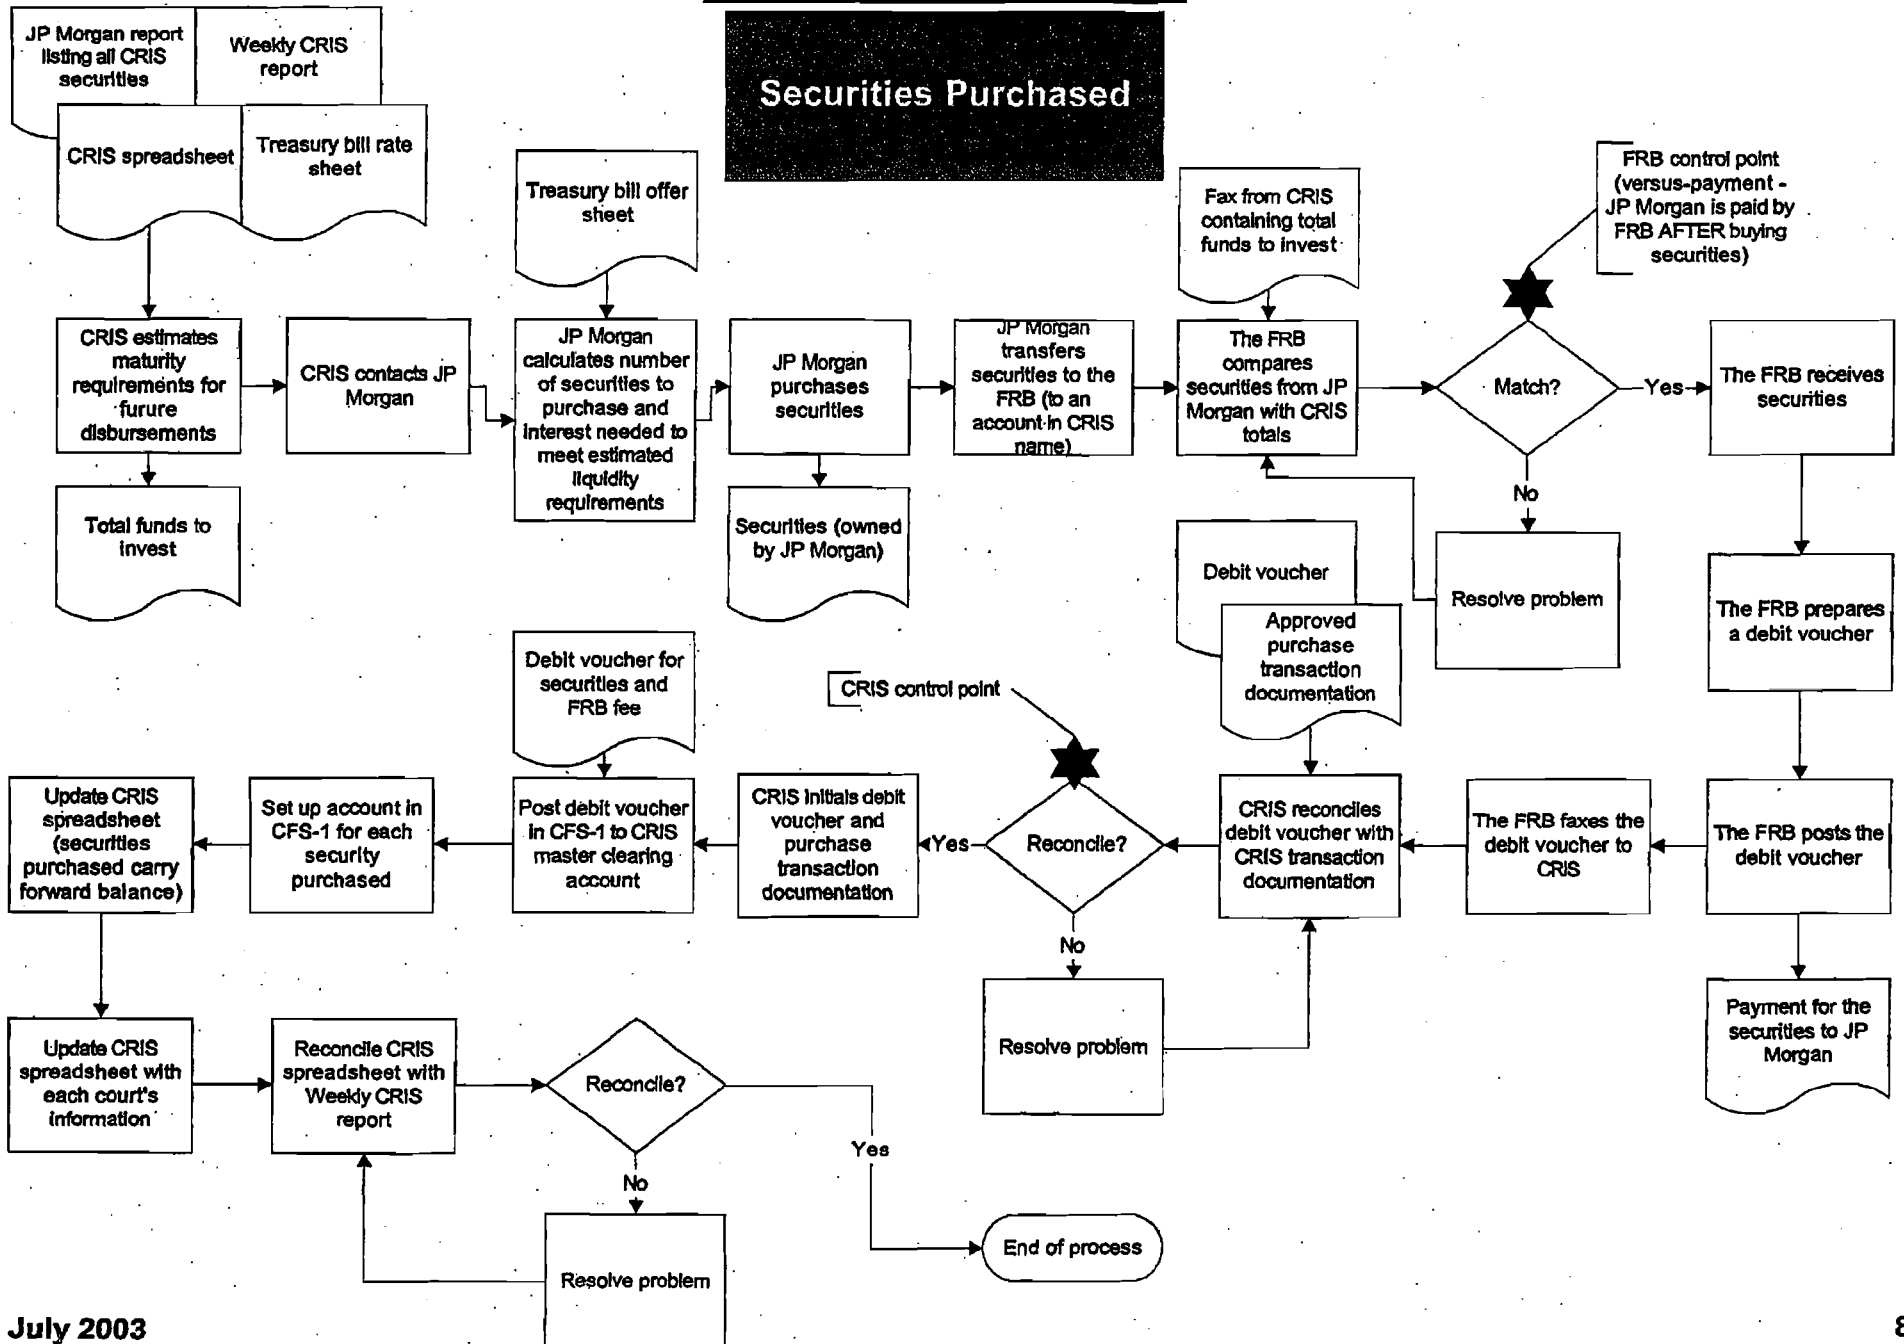 JP Morgan report
listing all CRIS
securities
Weekly CRIS
report
CRIS spreadsheet
Treasury bill rate
sheet
Securities Purchased
Treasury bill offer
sheet
Fax from CRIS
containing total
funds to invest
FRB control point
(versus-payment -
JP Morgan is paid by
FRB AFTER buying
securities)
CRIS estimates
maturity
requirements for
furure
disbursements
CRIS contacts JP
Morgan
JP Morgan
calculates number
of securities to
purchase and
interest needed to
meet estimated
liquidity
requirements
JP Morgan
purchases
securities
JP Morgan
transfers
securities to the
FRB (to an
account in CRIS
name)
The FRB
compares
securities from JP
Morgan with CRIS
totals
Match?
Yes
The FRB receives
securities
No
Total funds to
invest
Securities (owned
by JP Morgan)
Resolve problem
The FRB prepares
a debit voucher
Debit voucher
Approved
purchase
transaction
documentation
Debit voucher for
securities and
FRB fee
CRIS control point
Update CRIS
spreadsheet
(securities
purchased carry
forward balance)
Set up account in
CFS-1 for each
security
purchased
Post debit voucher
in CFS-1 to CRIS
master clearing
account
CRIS initials debit
voucher and
purchase
transaction
documentation
Yes
Reconcile?
CRIS reconciles
debit voucher with
CRIS transaction
documentation
The FRB faxes the
debit voucher to
CRIS
The FRB posts the
debit voucher
No
Resolve problem
Payment for the
securities to JP
Morgan
Update CRIS
spreadsheet with
each court's
information
Reconcile CRIS
spreadsheet with
Weekly CRIS
report
Reconcile?
Yes
No
Resolve problem
End of process
July 2003